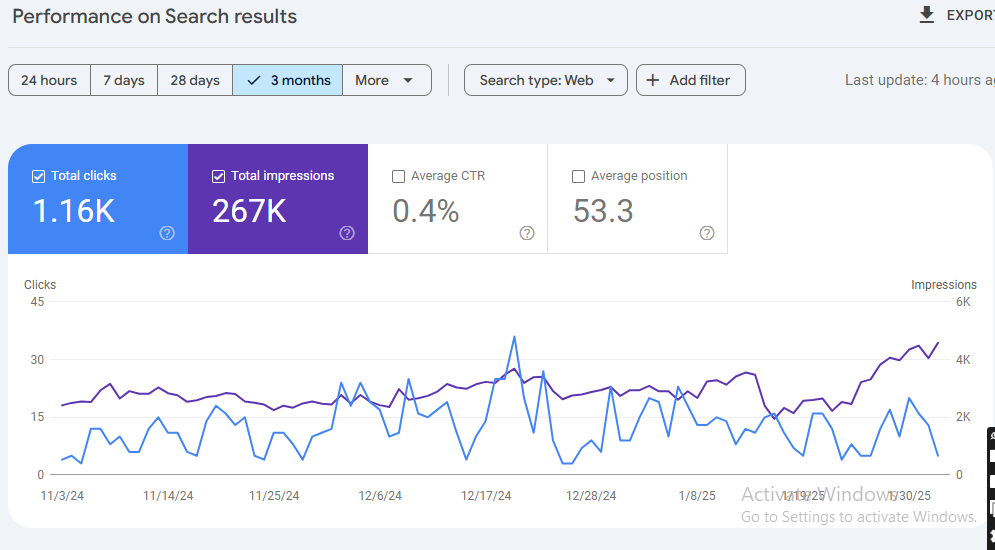 Performance on Search results
EXPORT
24 hours 7 days 28 days 3 months More Search type: Web Add filter Last update: 4 hours
Total clicks Total impressions Average CTR Average position
1.16K 267K 0.4% 53.3
Clicks Impressions
45 6K
30 4K
15 2K
0 0
11/3/24 11/14/24 11/25/24 12/6/24 12/17/24 12/28/24 1/8/25 1/19/25 1/30/25
Activate Windows
Go to Settings to activate Windows.